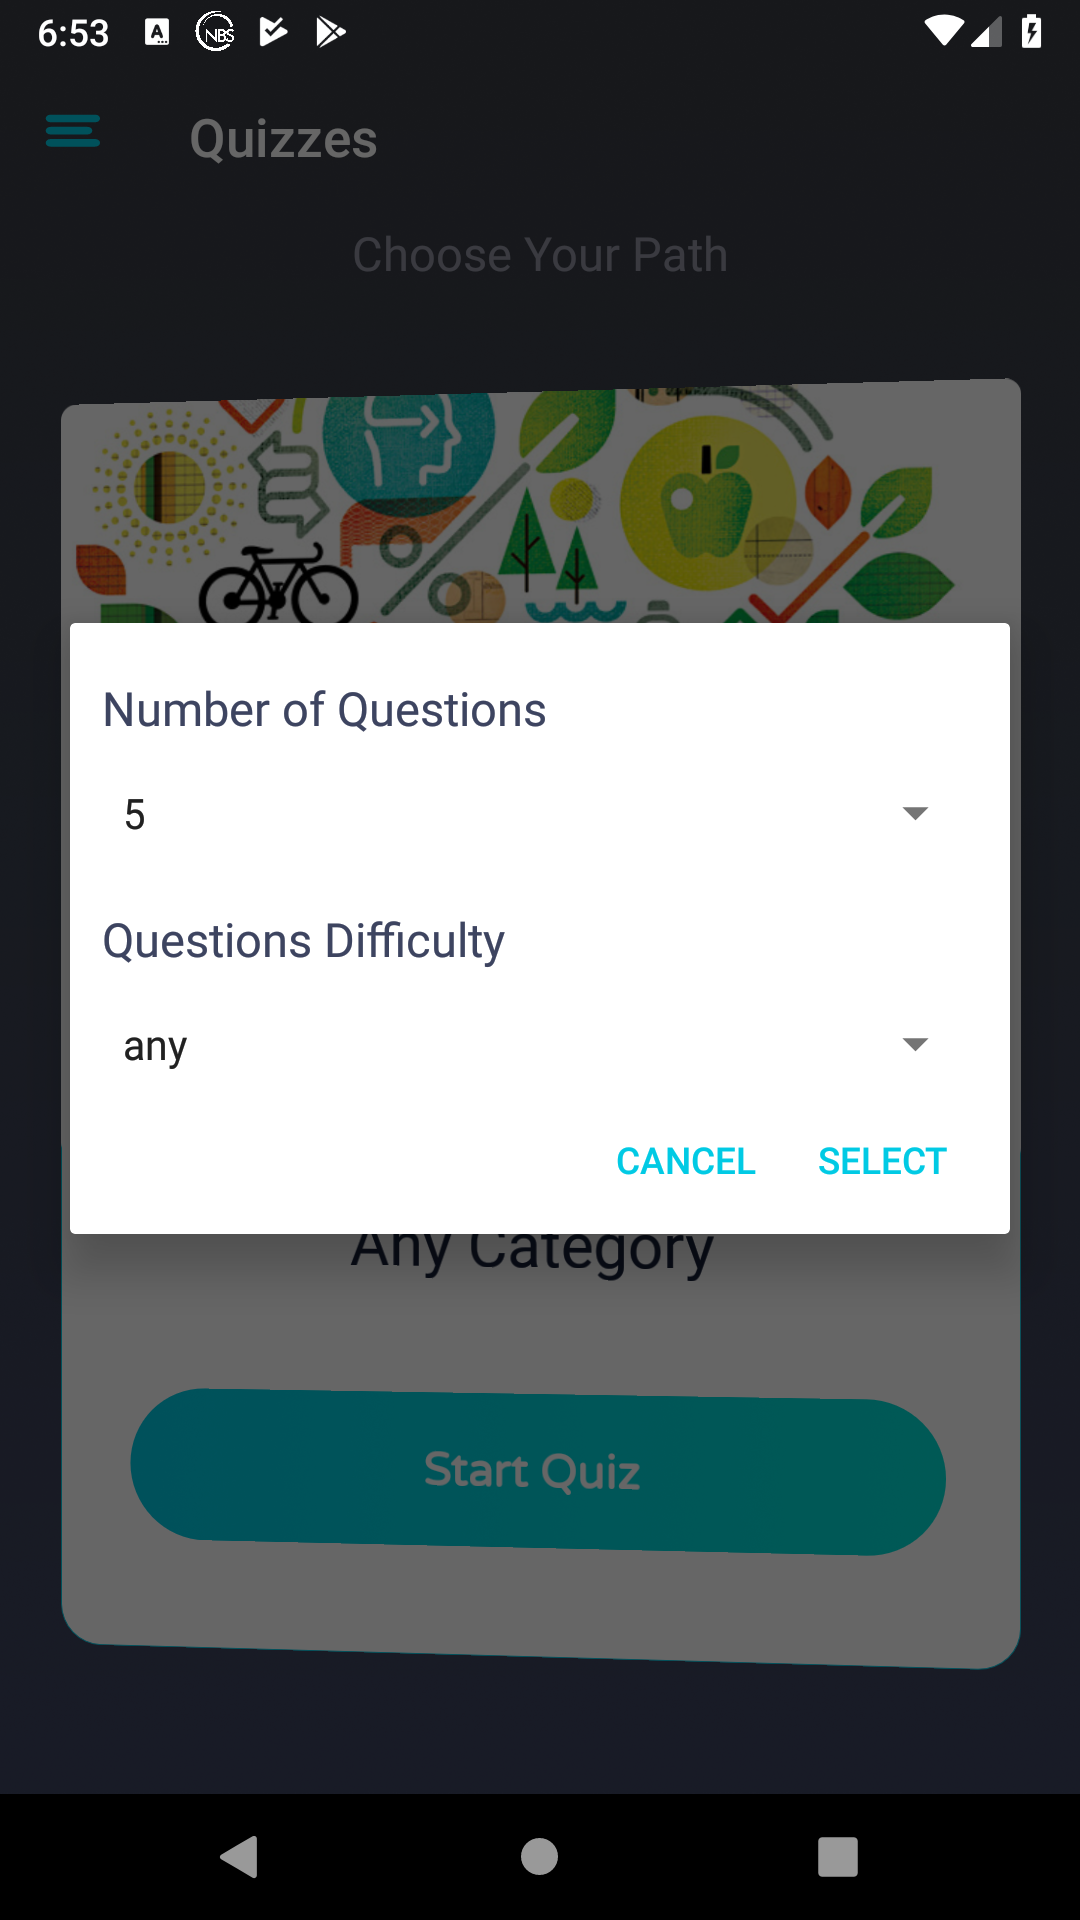 6:53
A
NBS
Quizzes
Choose Your Path
Number of Questions
5
Questions Difficulty
any
CANCEL SELECT
Any Category
Start Quiz